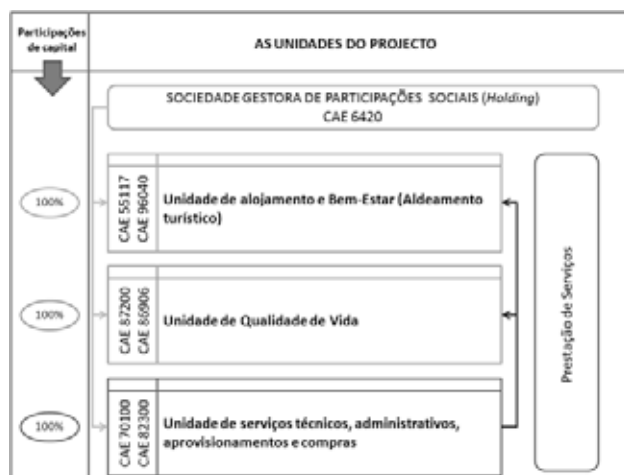 Participações
de capital
AS UNIDADES DO PROJECTO
SOCIEDADE GESTORA DE PARTICIPAÇÕES SOCIAIS (Holding)
CAE 6420
100%
CAE 55117
CAE 96040
Unidade de alojamento e Bem-Estar (Aldeamento
turístico)
100%
CAE 87200
CAE 86906
Unidade de Qualidade de Vida
100%
CAE 70100
CAE 82300
Unidade de serviços técnicos, administrativos,
aprovisionamentos e compras
Prestação de Serviços